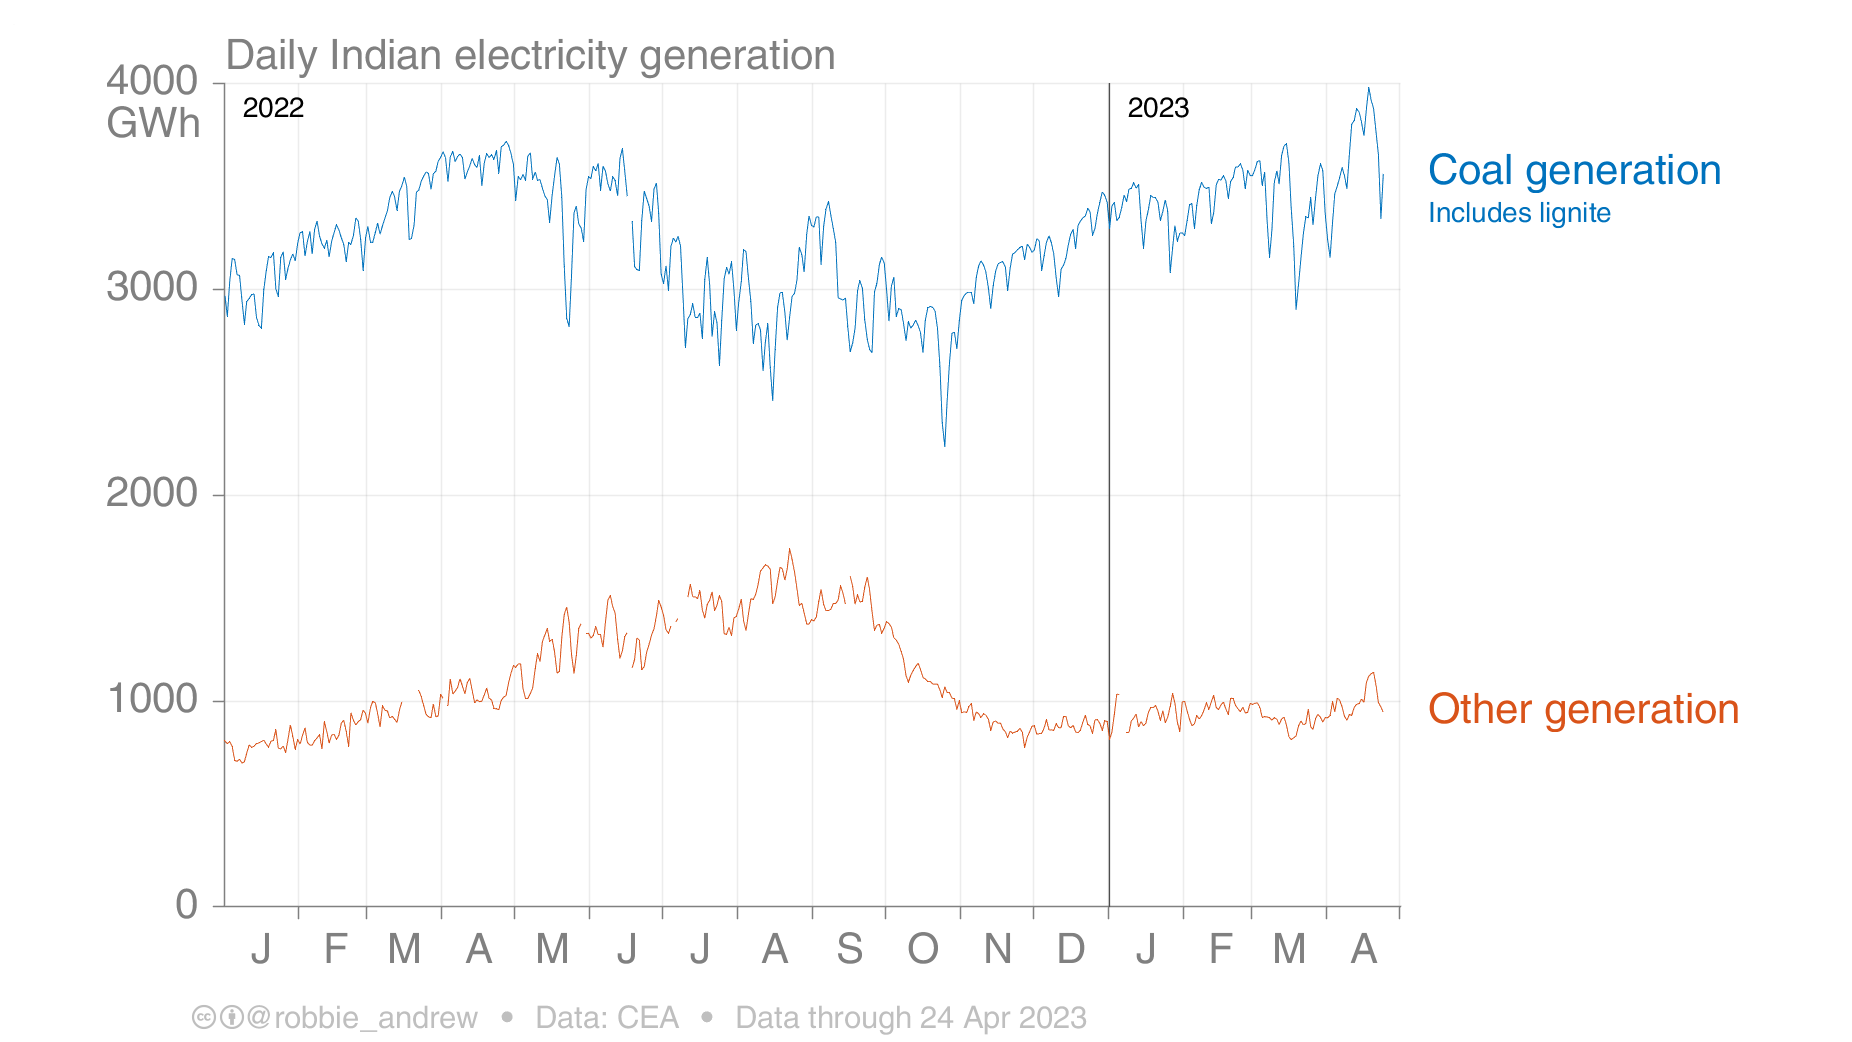 Daily Indian electricity generation
4000
GWh
2022
2023
Coal generation
Includes lignite
3000
2000
1000
Other generation
0
J F M A M J J A S O N D J F M A
cc @robbie_andrew • Data: CEA • Data through 24 Apr 2023